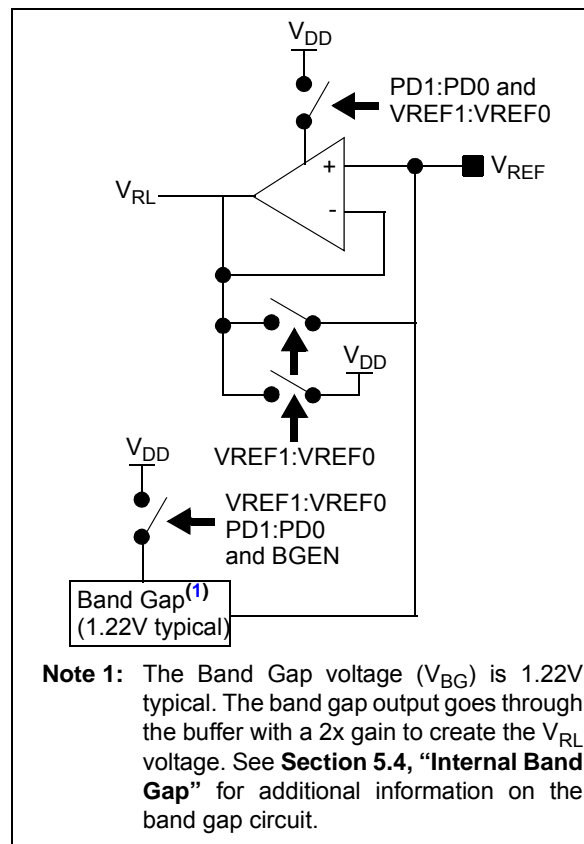 VDD
PD1:PD0 and
VREF1:VREF0
+
VREF
VRL
-
VDD
VREF1:VREF0
VDD
VREF1:VREF0
PD1:PD0
and BGEN
Band Gap(1)
(1.22V typical)
Note 1: The Band Gap voltage (VBG) is 1.22V
typical. The band gap output goes through
the buffer with a 2x gain to create the VRL
voltage. See Section 5.4, “Internal Band
Gap” for additional information on the
band gap circuit.